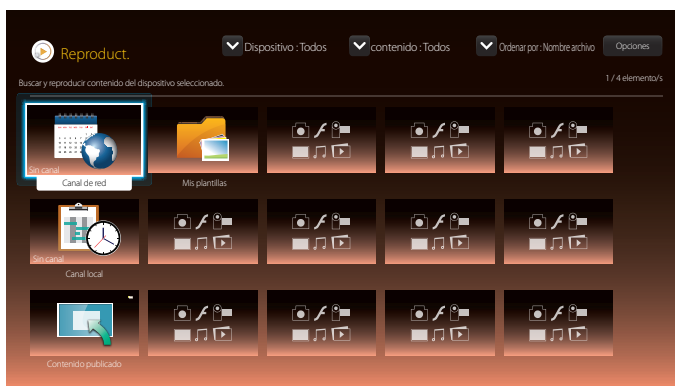 Reproduct.
Dispositivo : Todos
contenido : Todos
Ordenar por : Nombre archivo
Opciones
Buscar y reproducir contenido del dispositivo seleccionado.
1 / 4 elemento/s
Sin canal
Canal de red
Mis plantillas
Sin canal
Canal local
Contenido publicado